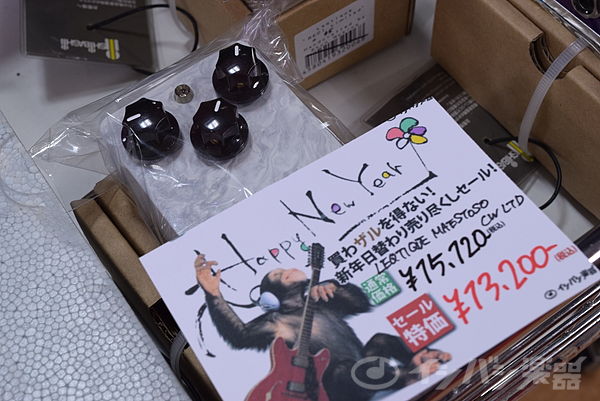 Happy New Year
買わザルを得ない!
新年日替わり売り尽くしセール!
LERTIQUE MAESTOSO CW LTD
通常価格 ¥15,720(税込)
セール特価 ¥13,200-(税込)
イシバシ楽器
イシバシ楽器